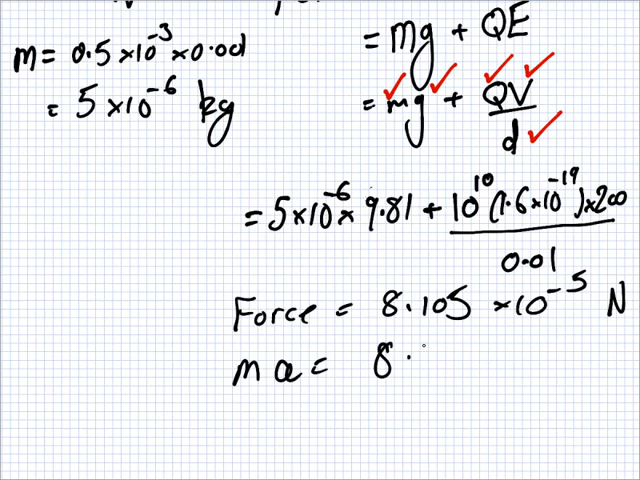 = mg + QE
m = 0.5 × 10⁻³ × 0.01
= mg + QV/d
= 5 × 10⁻⁶ kg
= 5 × 10⁻⁶ × 9.81 + 10¹⁰ (1.6 × 10⁻¹⁹) × 200 / 0.01
Force = 8.105 × 10⁻⁵ N
ma = 8.